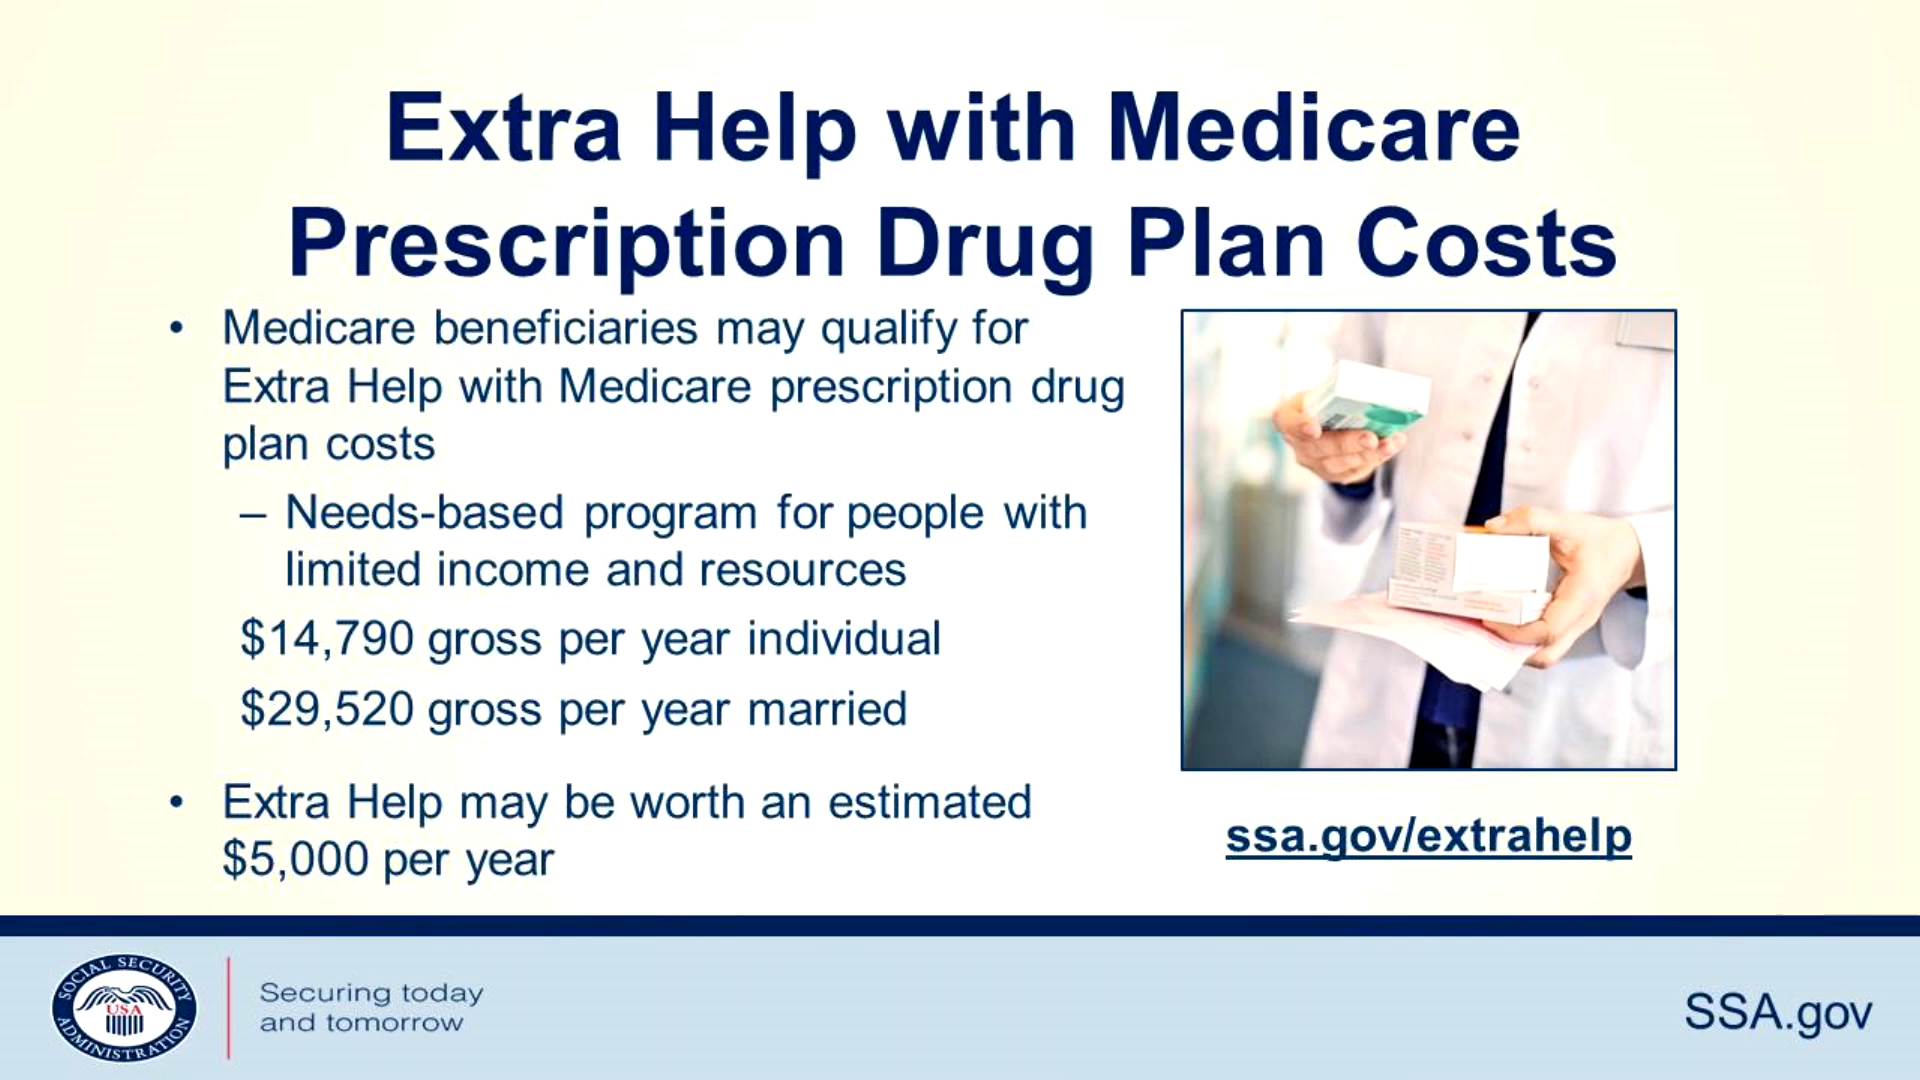 Extra Help with Medicare
Prescription Drug Plan Costs
• Medicare beneficiaries may qualify for
Extra Help with Medicare prescription drug
plan costs
– Needs-based program for people with
limited income and resources
$14,790 gross per year individual
$29,520 gross per year married
• Extra Help may be worth an estimated
$5,000 per year
ssa.gov/extrahelp
SOCIAL SECURITY
USA
ADMINISTRATION
Securing today
and tomorrow
SSA.gov